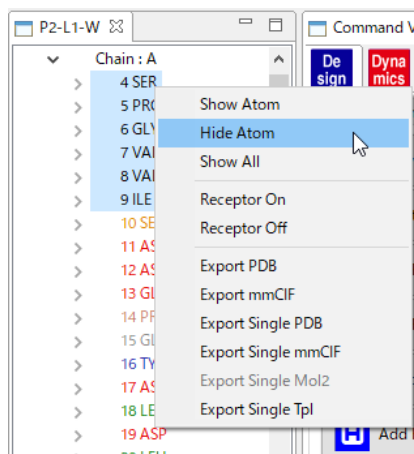 P2-L1-W
Command
Chain : A
De
sign
Dyna
mics
4 SER
5 PRO
6 GLY
7 VAL
8 VAL
9 ILE
10 SE
11 AS
12 AS
13 GL
14 PR
15 GL
16 TY
17 AS
18 LE
19 ASP
Show Atom
Hide Atom
Show All
Receptor On
Receptor Off
Export PDB
Export mmCIF
Export Single PDB
Export Single mmCIF
Export Single Mol2
Export Single Tpl
H
Add